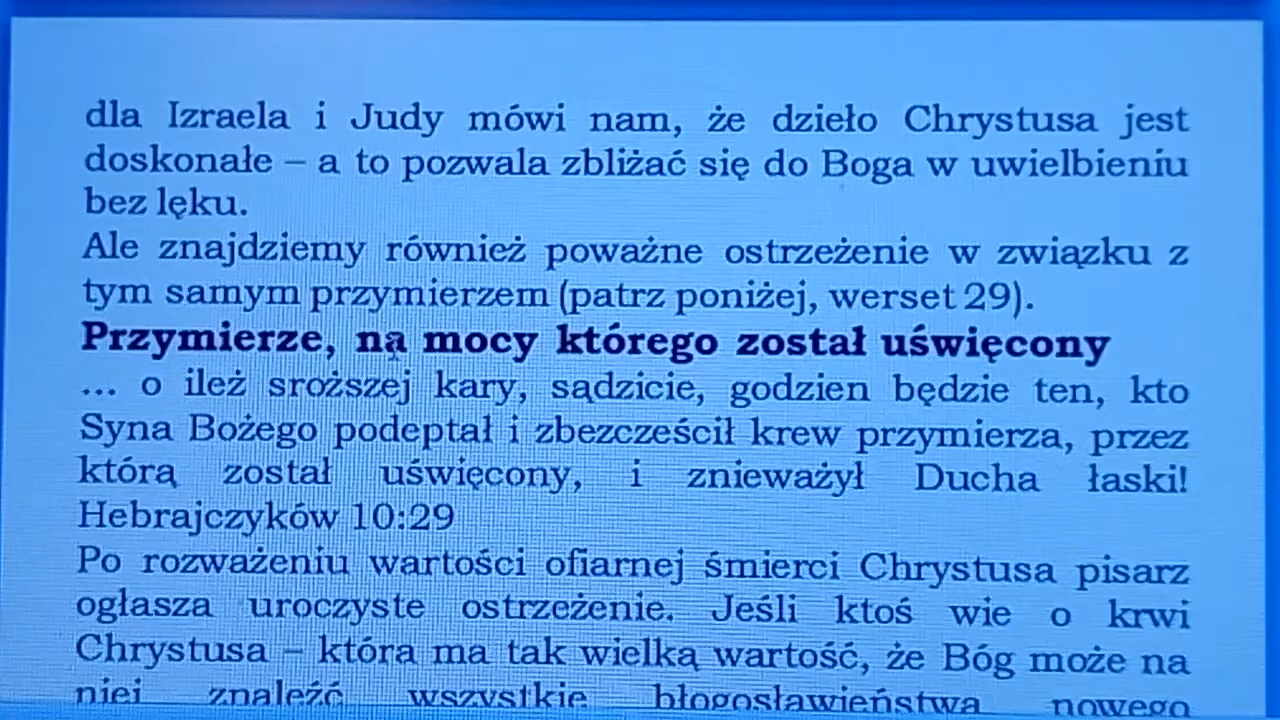 dla Izraela i Judy mówi nam, że dzieło Chrystusa jest
doskonałe – a to pozwala zbliżać się do Boga w uwielbieniu
bez lęku.
Ale znajdziemy również poważne ostrzeżenie w związku z
tym samym przymierzem (patrz poniżej, werset 29).
Przymierze, na mocy którego został uświęcony
... o ileż sroższej kary, sądzicie, godzien będzie ten, kto
Syna Bożego podeptał i zbezcześcił krew przymierza, przez
którą został uświęcony, i znieważył Ducha łaski!
Hebrajczyków 10:29
Po rozważeniu wartości ofiarnej śmierci Chrystusa pisarz
ogłasza uroczyste ostrzeżenie. Jeśli ktoś wie o krwi
Chrystusa – która ma tak wielką wartość, że Bóg może na
niej znaleźć wszystkie błogosławieństwa nowego